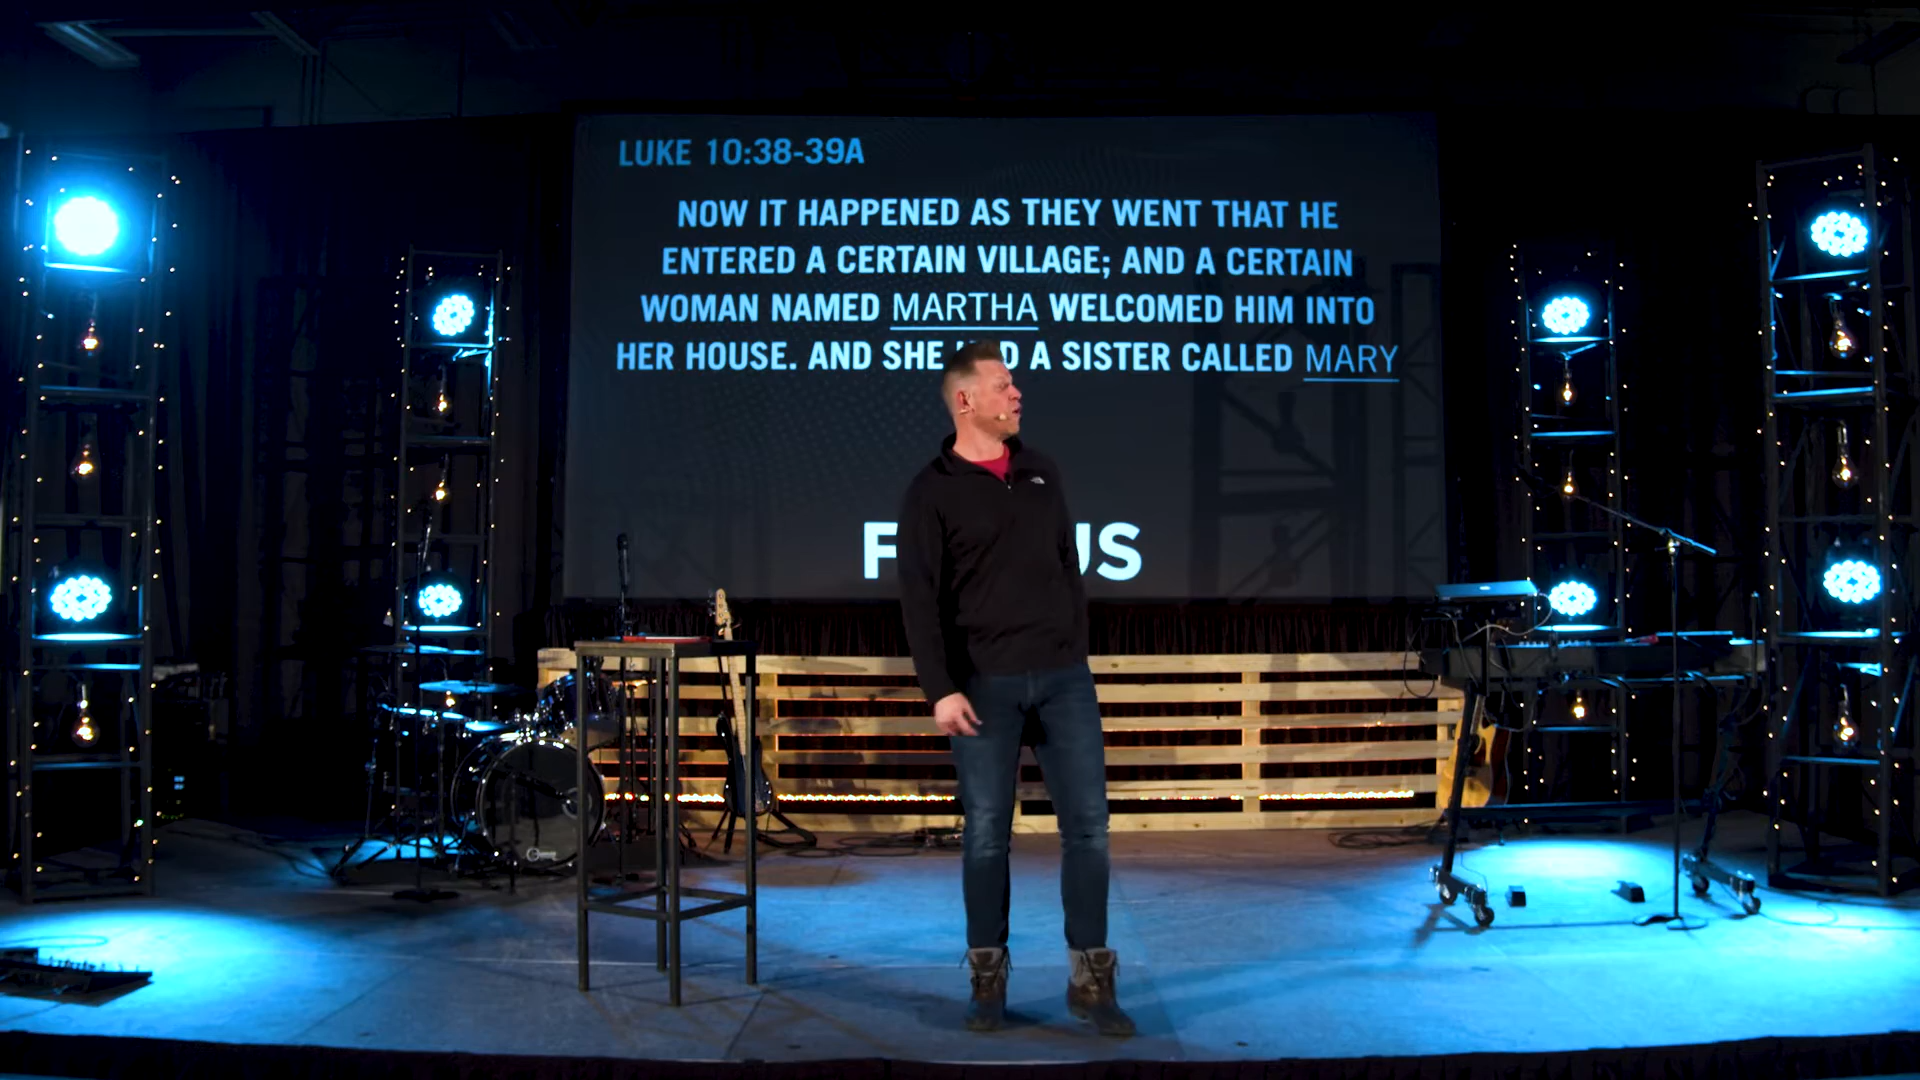 LUKE 10:38-39A
NOW IT HAPPENED AS THEY WENT THAT HE
ENTERED A CERTAIN VILLAGE; AND A CERTAIN
WOMAN NAMED MARTHA WELCOMED HIM INTO
HER HOUSE. AND SHE A SISTER CALLED MARY